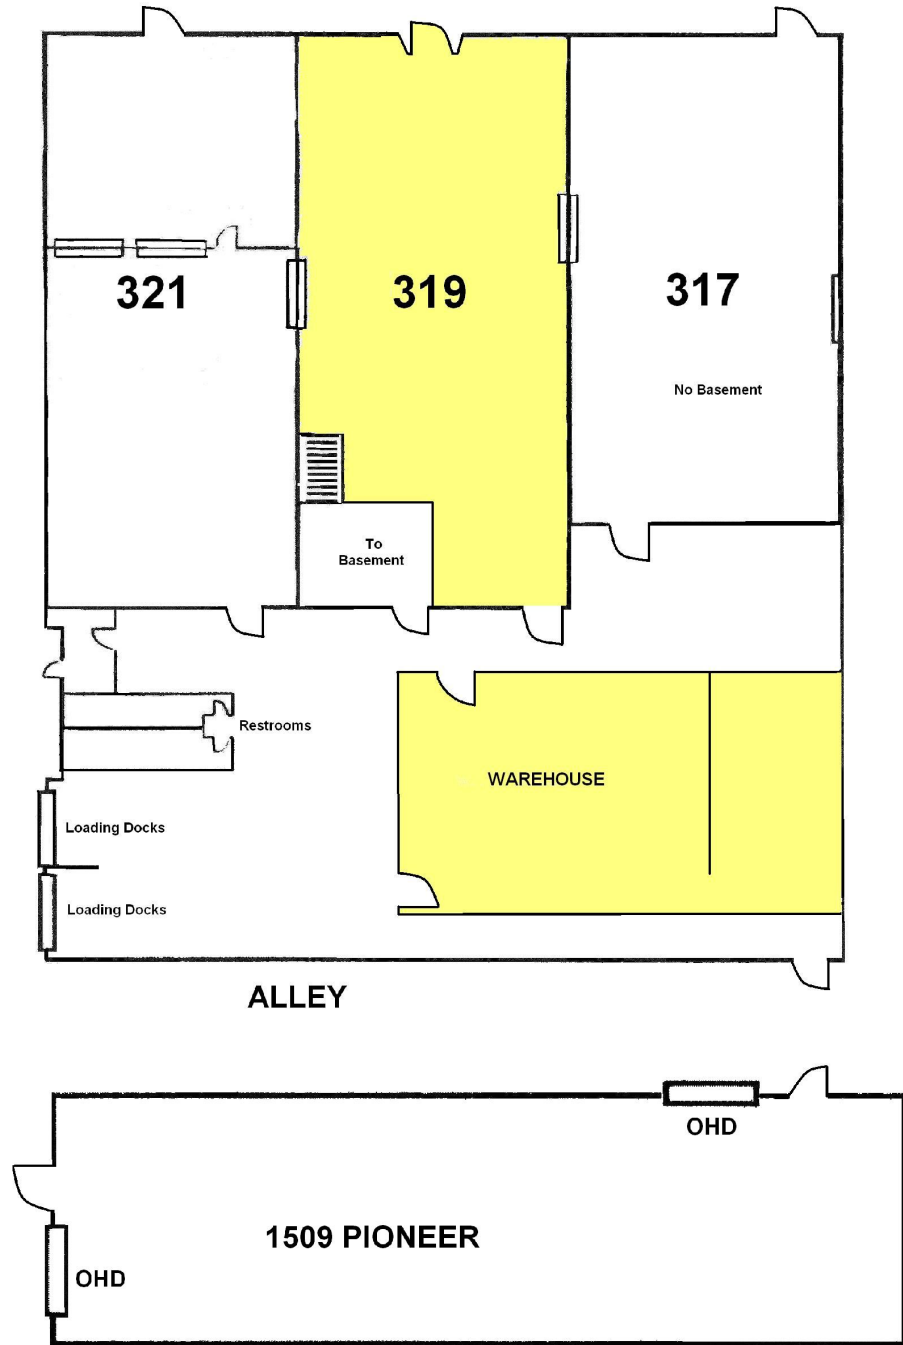 321
319
317
No Basement
To
Basement
Restrooms
WAREHOUSE
Loading Docks
Loading Docks
ALLEY
OHD
1509 PIONEER
OHD